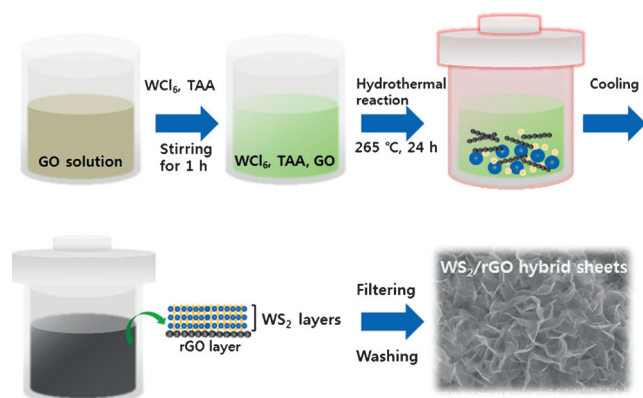 WCl₆, TAA
Stirring
for 1 h
GO solution
WCl₆, TAA, GO
Hydrothermal
reaction
265 ℃, 24 h
Cooling
WS₂ layers
rGO layer
Filtering
Washing
WS₂/rGO hybrid sheets